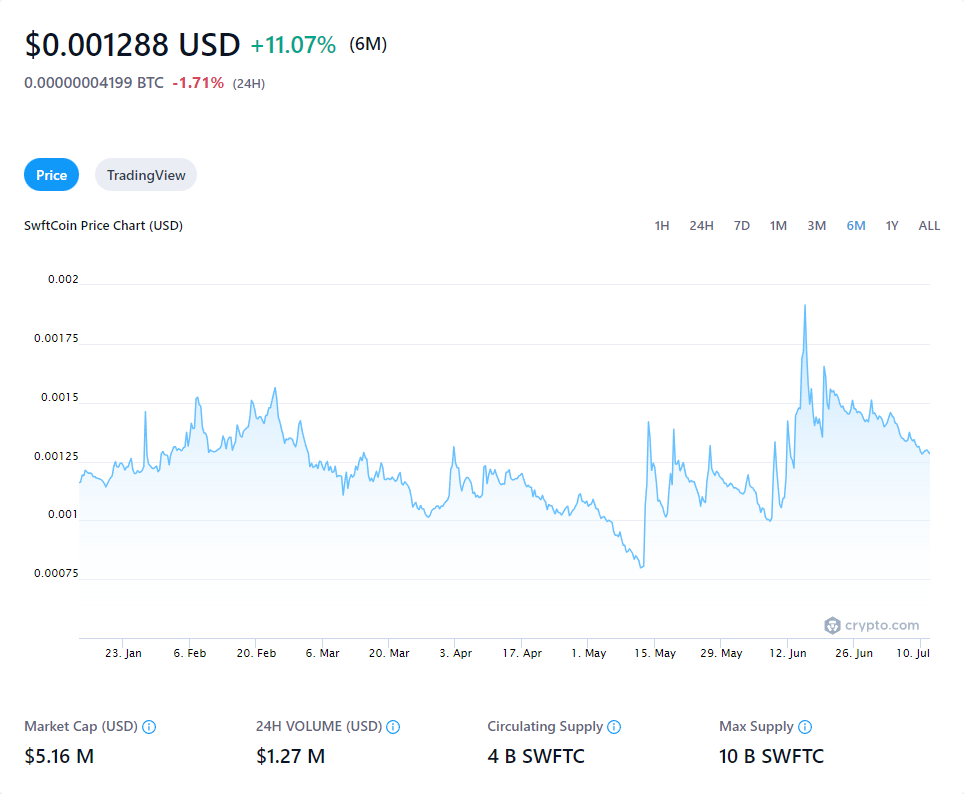 $0.001288 USD +11.07% (6M)
0.00000004199 BTC -1.71% (24H)
Price TradingView
SwftCoin Price Chart (USD) 1H 24H 7D 1M 3M 6M 1Y ALL
0.002
0.00175
0.0015
0.00125
0.001
0.00075
crypto.com
23. Jan 6. Feb 20. Feb 6. Mar 20. Mar 3. Apr 17. Apr 1. May 15. May 29. May 12. Jun 26. Jun 10. Jul
Market Cap (USD) 24H VOLUME (USD) Circulating Supply Max Supply
$5.16 M $1.27 M 4 B SWFTC 10 B SWFTC